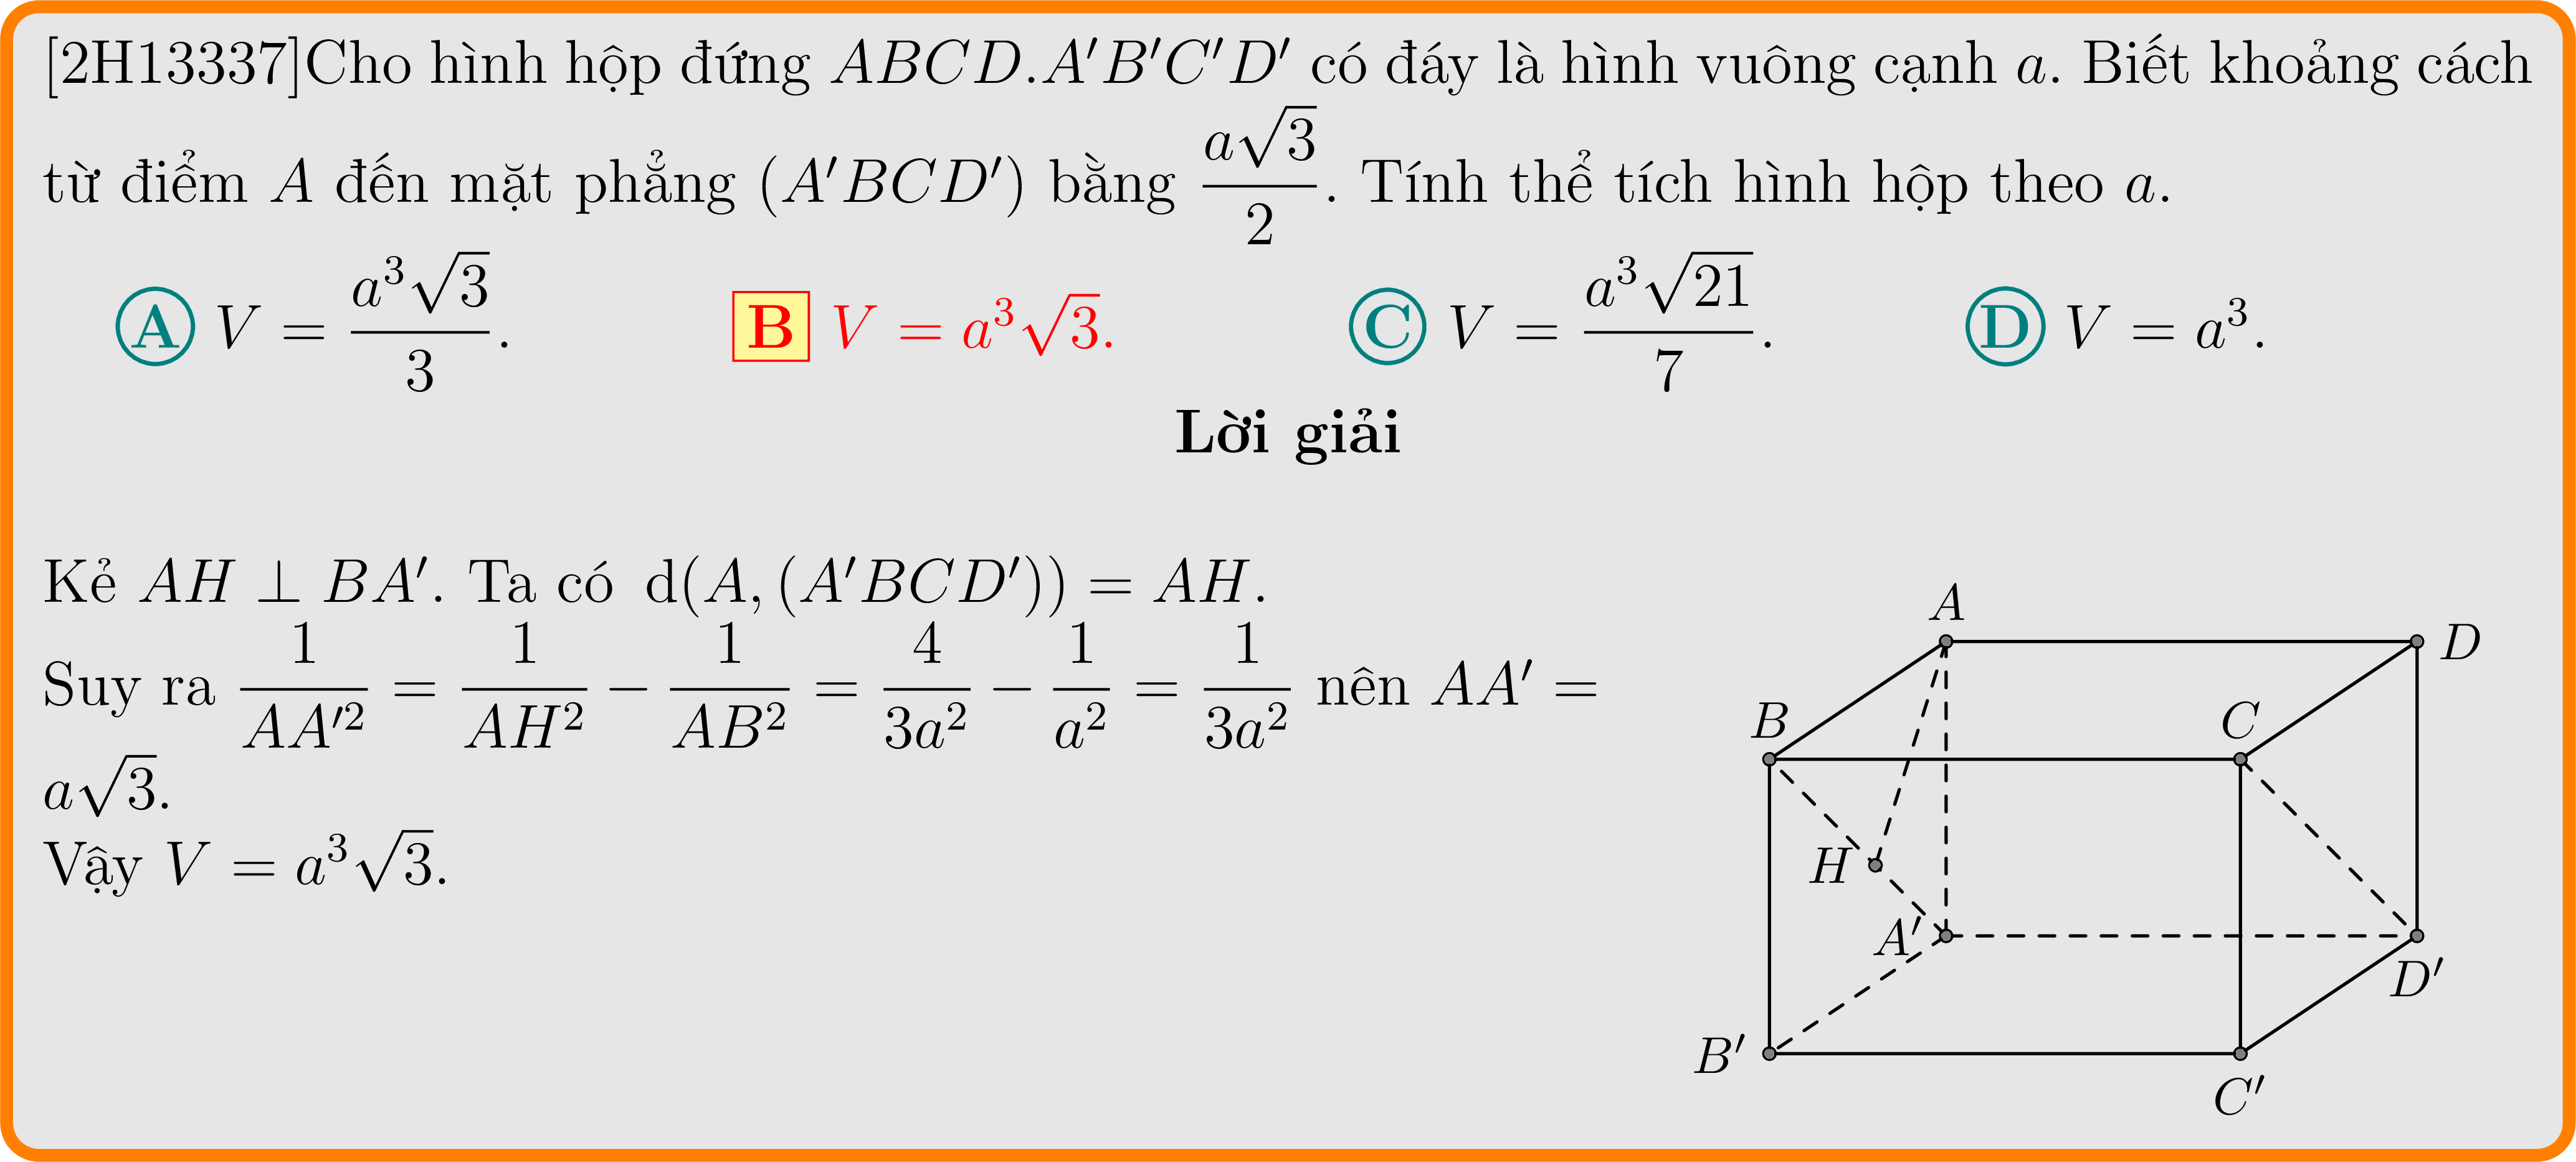 [2H13337]Cho hình hộp đứng ABCD.A′B′C′D′ có đáy là hình vuông cạnh a. Biết khoảng cách
từ điểm A đến mặt phẳng (A′BCD′) bằng \frac{a\sqrt{3}}{2}. Tính thể tích hình hộp theo a.
A V = \frac{a^3\sqrt{3}}{3}. B V = a^3\sqrt{3}. C V = \frac{a^3\sqrt{21}}{7}. D V = a^3.
Lời giải
Kẻ AH ⊥ BA′. Ta có d(A, (A′BCD′)) = AH.
Suy ra \frac{1}{AA′^2} = \frac{1}{AH^2} − \frac{1}{AB^2} = \frac{4}{3a^2} − \frac{1}{a^2} = \frac{1}{3a^2} nên AA′ =
a\sqrt{3}.
Vậy V = a^3\sqrt{3}.
A
D
B
C
H
A′
D′
B′
C′